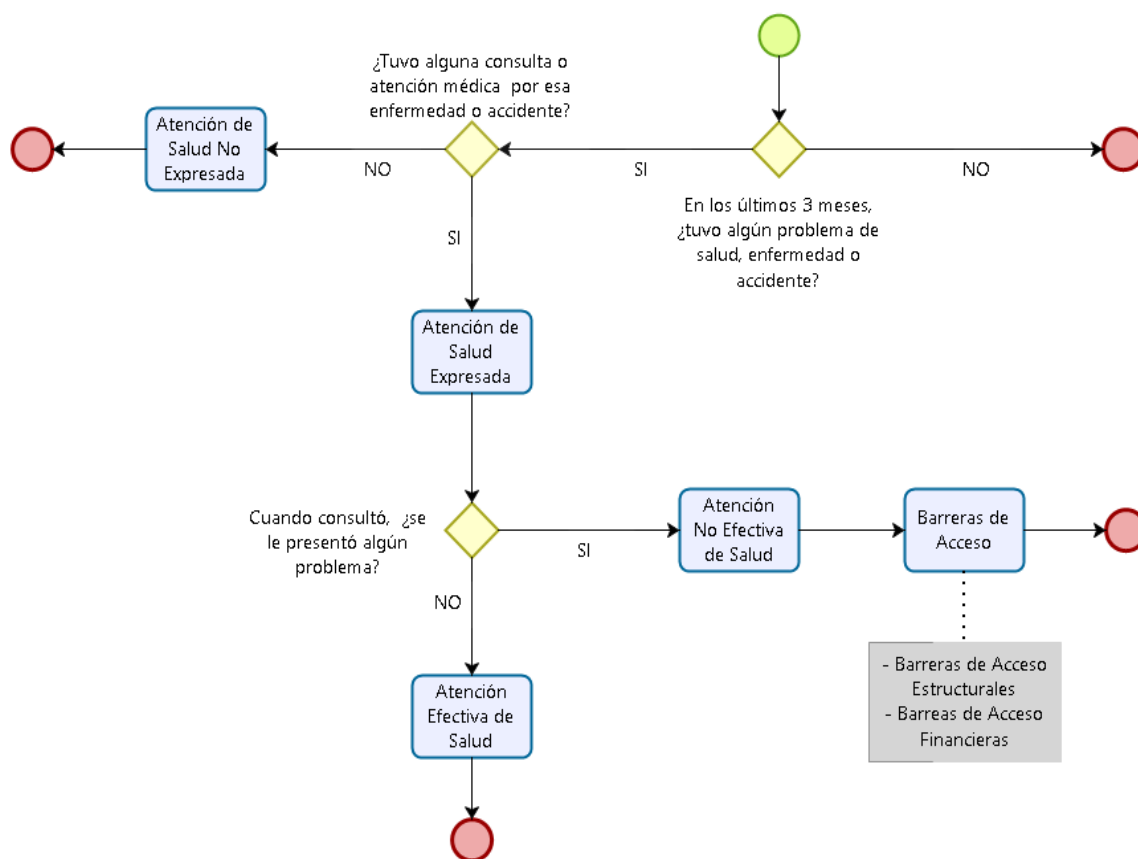 ¿Tuvo alguna consulta o
atención médica  por esa
enfermedad o accidente?
Atención de
Salud No
Expresada
NO
SI
NO
En los últimos 3 meses,
¿tuvo algún problema de
salud, enfermedad o
accidente?
SI
Atención de
Salud
Expresada
Cuando consultó,  ¿se
le presentó algún
problema?
SI
Atención
No Efectiva
de Salud
Barreras de
Acceso
NO
- Barreras de Acceso
Estructurales
- Barreas de Acceso
Financieras
Atención
Efectiva de
Salud